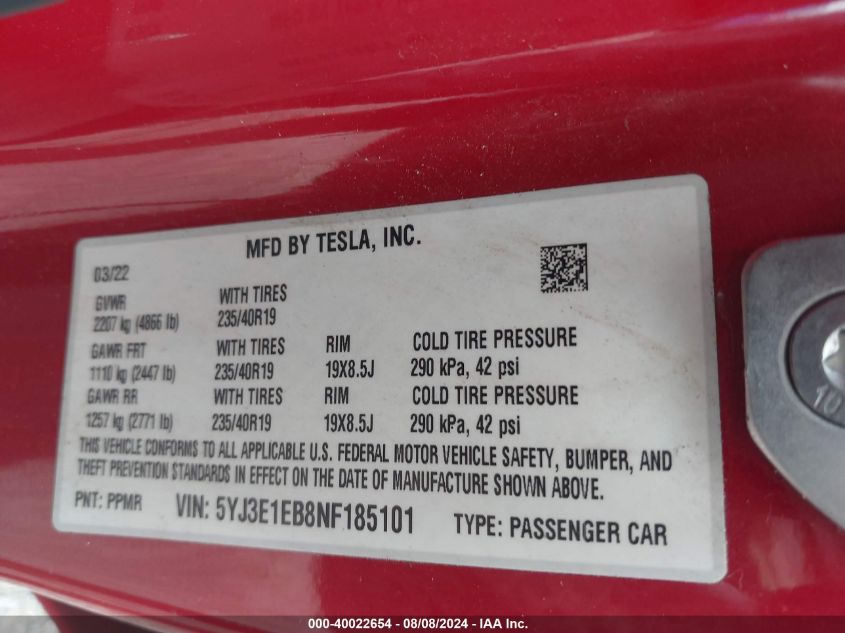 MFD BY TESLA, INC.
03/22
GVWR WITH TIRES
2207 kg (4866 lb) 235/40R19
GAWR FRT WITH TIRES RIM COLD TIRE PRESSURE
1110 kg (2447 lb) 235/40R19 19X8.5J 290 kPa, 42 psi
GAWR RR WITH TIRES RIM COLD TIRE PRESSURE
1257 kg (2771 lb) 235/40R19 19X8.5J 290 kPa, 42 psi
THIS VEHICLE CONFORMS TO ALL APPLICABLE U.S. FEDERAL MOTOR VEHICLE SAFETY, BUMPER, AND
THEFT PREVENTION STANDARDS IN EFFECT ON THE DATE OF MANUFACTURE SHOWN ABOVE.
PNT: PPMR VIN: 5YJ3E1EB8NF185101 TYPE: PASSENGER CAR
10
000-40022654 - 08/08/2024 - IAA Inc.